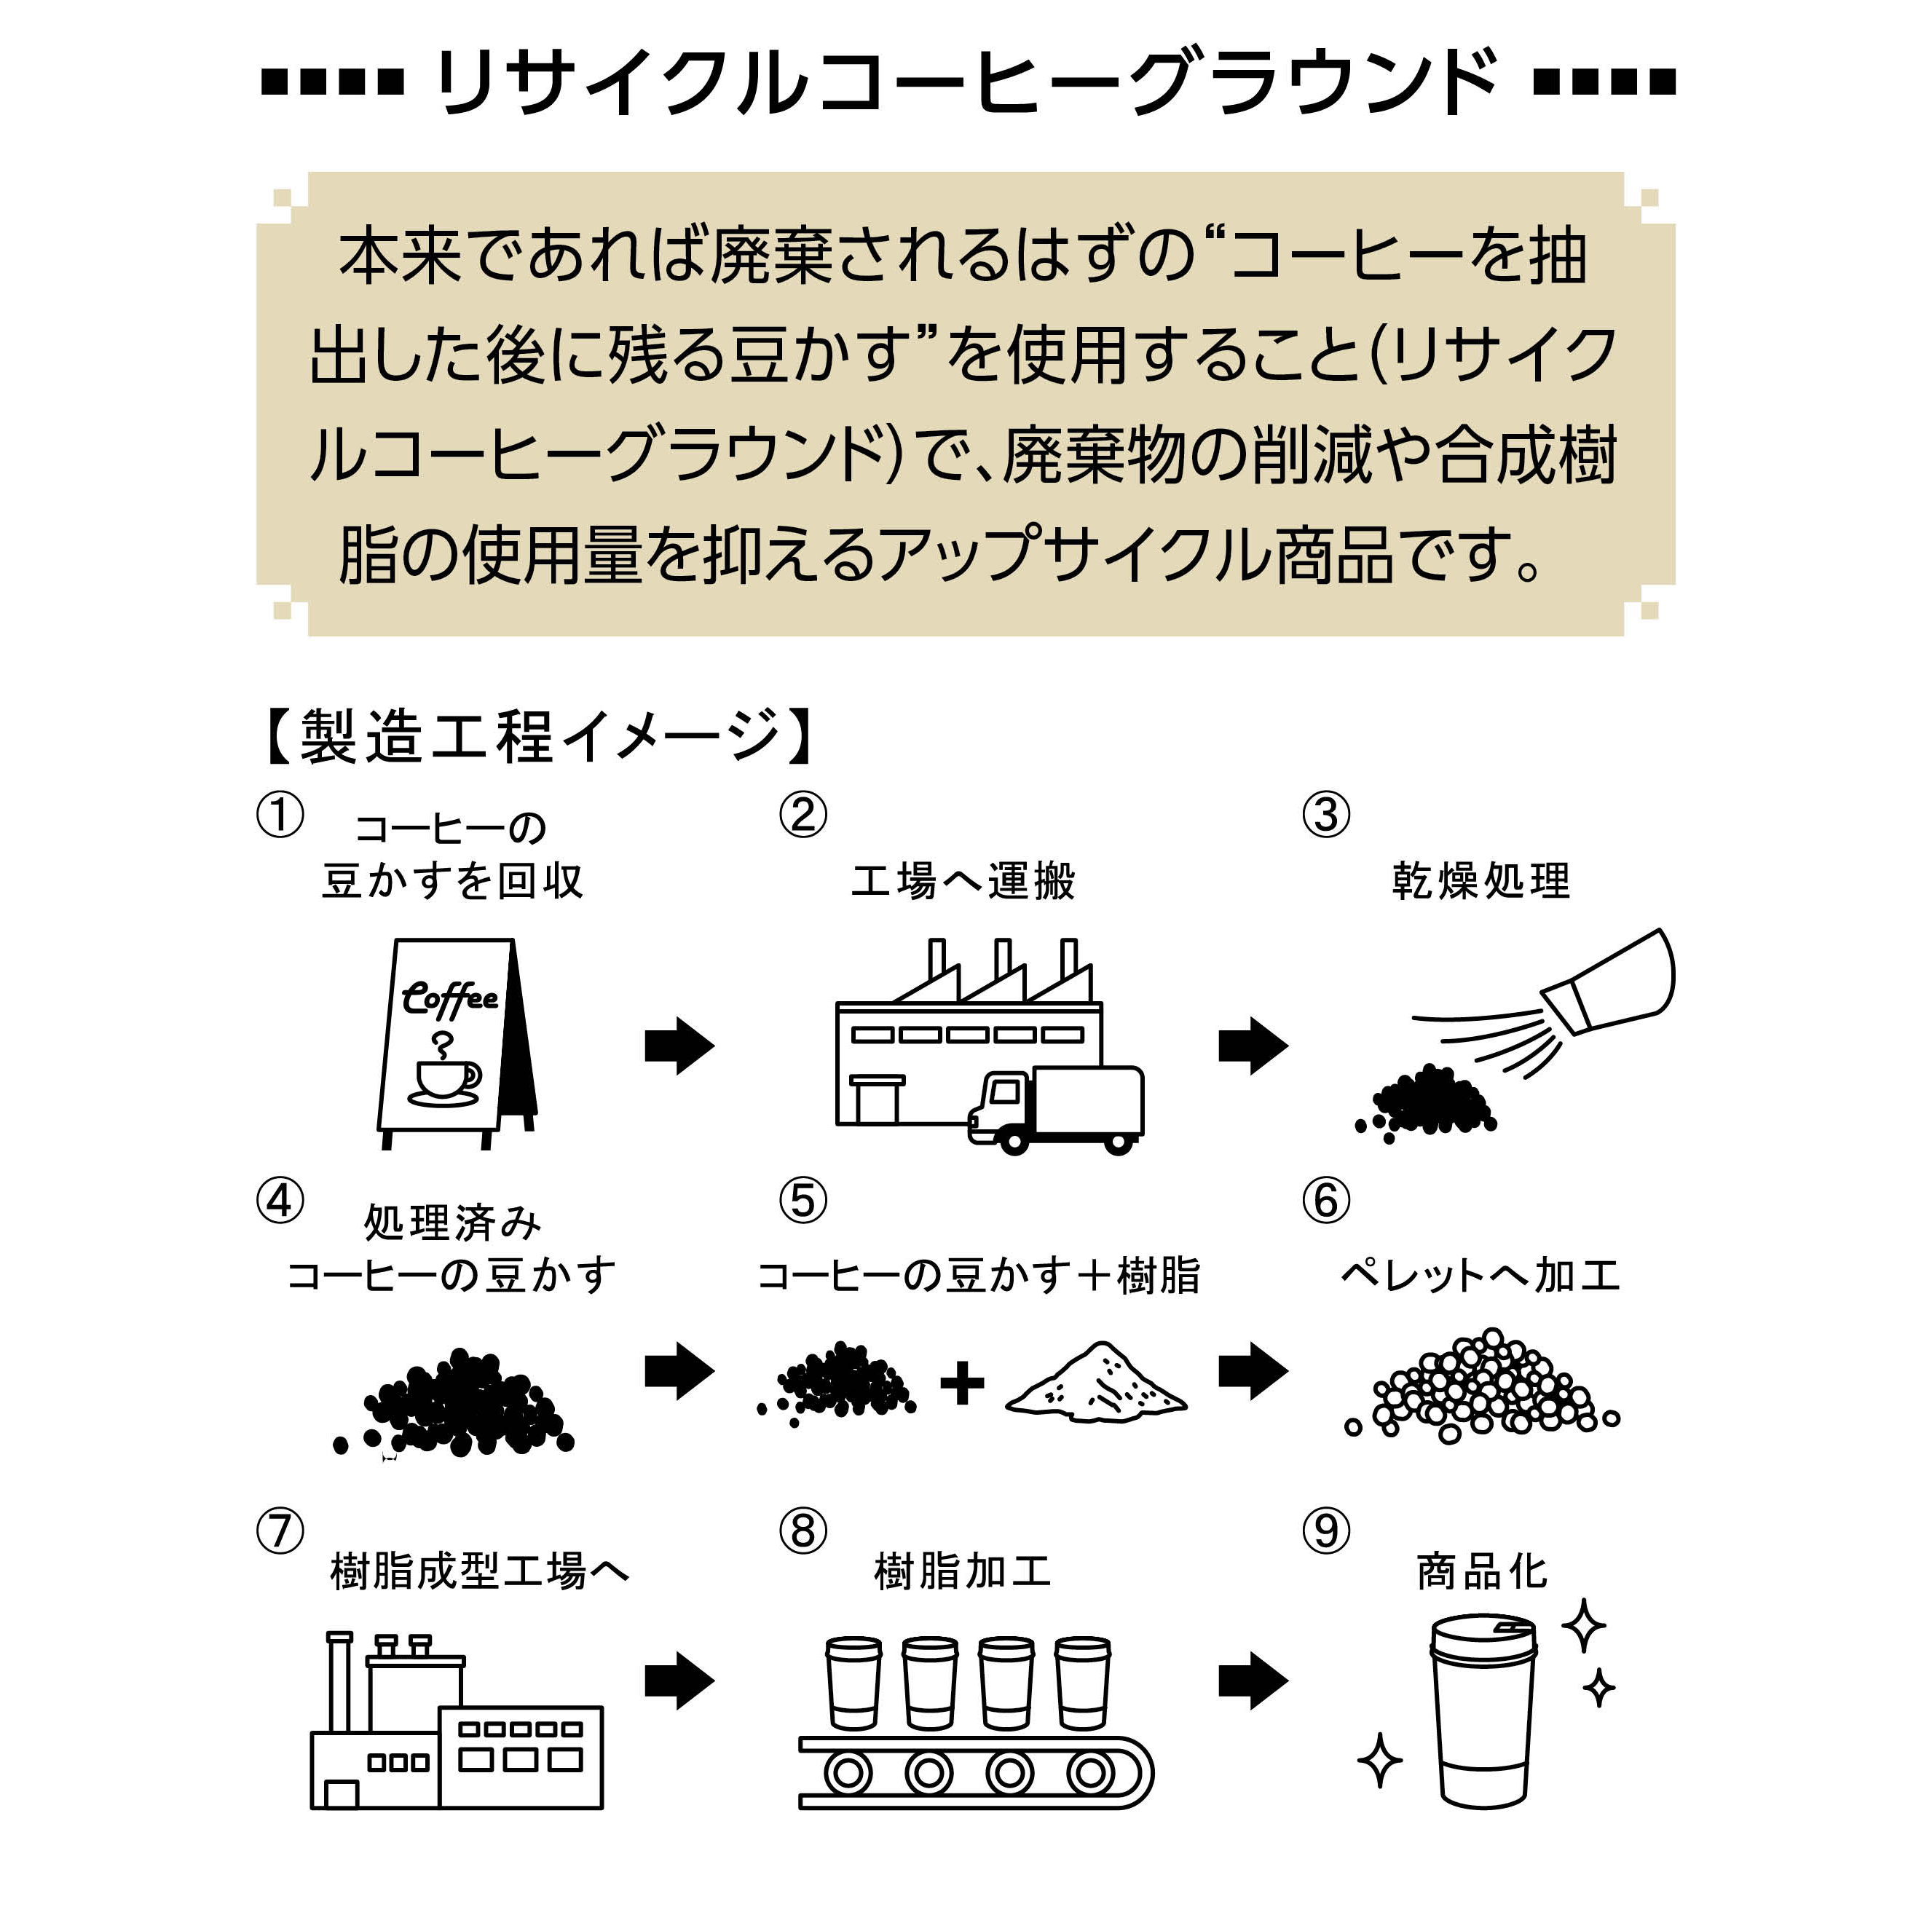 リサイクルコーヒーグラウンド
本来であれば廃棄されるはずの“コーヒーを抽
出した後に残る豆かす”を使用すること(リサイク
ルコーヒーグラウンド)で、廃棄物の削減や合成樹
脂の使用量を抑えるアップサイクル商品です。
【製造工程イメージ】
①
コーヒーの
豆かすを回収
Coffee
②
工場へ運搬
③
乾燥処理
④
処理済み
コーヒーの豆かす
⑤
コーヒーの豆かす＋樹脂
+
⑥
ペレットへ加工
⑦
樹脂成型工場へ
⑧
樹脂加工
⑨
商品化